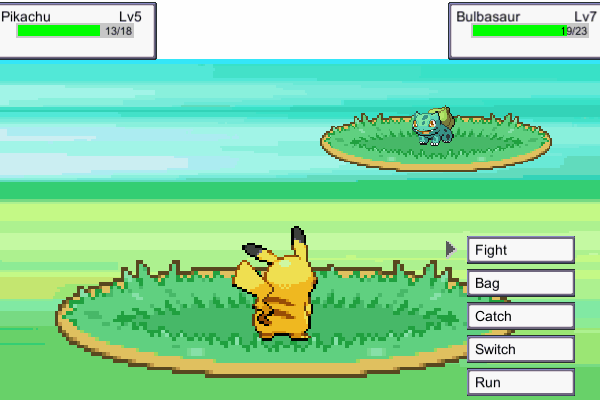 Pikachu Lv5
13/18
Bulbasaur Lv7
19/23
Fight
Bag
Catch
Switch
Run